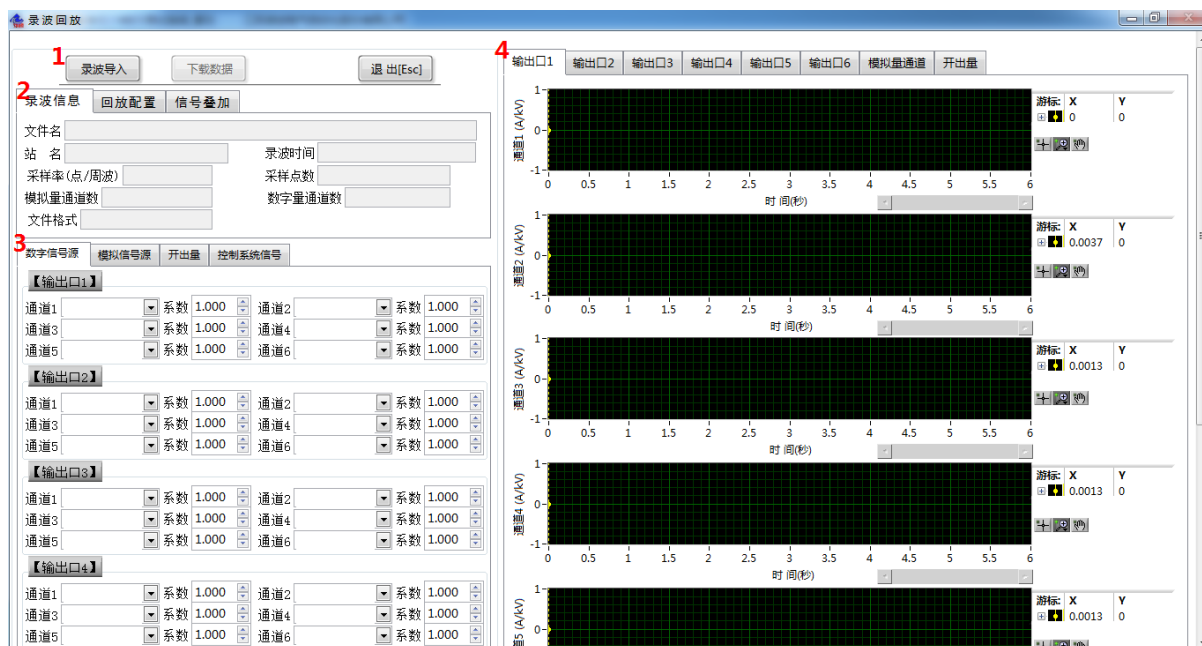 录波回放
1
录波导入 下载数据 退 出[Esc]
2
录波信息 回放配置 信号叠加
文件名
站 名 录波时间
采样率(点/周波) 采样点数
模拟量通道数 数字量通道数
文件格式
3
数字信号源 模拟信号源 开出量 控制系统信号
【输出口1】
通道1 系数 1.000 通道2 系数 1.000
通道3 系数 1.000 通道4 系数 1.000
通道5 系数 1.000 通道6 系数 1.000
【输出口2】
通道1 系数 1.000 通道2 系数 1.000
通道3 系数 1.000 通道4 系数 1.000
通道5 系数 1.000 通道6 系数 1.000
【输出口3】
通道1 系数 1.000 通道2 系数 1.000
通道3 系数 1.000 通道4 系数 1.000
通道5 系数 1.000 通道6 系数 1.000
【输出口4】
通道1 系数 1.000 通道2 系数 1.000
通道3 系数 1.000 通道4 系数 1.000
通道5 系数 1.000 通道6 系数 1.000
4
输出口1 输出口2 输出口3 输出口4 输出口5 输出口6 模拟量通道 开出量
通道1 (A/kV)
1
0
-1
0 0.5 1 1.5 2 2.5 3 3.5 4 4.5 5 5.5 6
时 间(秒)
游标: X Y
0 0
通道2 (A/kV)
1
0
-1
0 0.5 1 1.5 2 2.5 3 3.5 4 4.5 5 5.5 6
时 间(秒)
游标: X Y
0.0037 0
通道3 (A/kV)
1
0
-1
0 0.5 1 1.5 2 2.5 3 3.5 4 4.5 5 5.5 6
时 间(秒)
游标: X Y
0.0013 0
通道4 (A/kV)
1
0
-1
0 0.5 1 1.5 2 2.5 3 3.5 4 4.5 5 5.5 6
时 间(秒)
游标: X Y
0.0013 0
通道5 (A/kV)
1
0
游标: X Y
0.0013 0